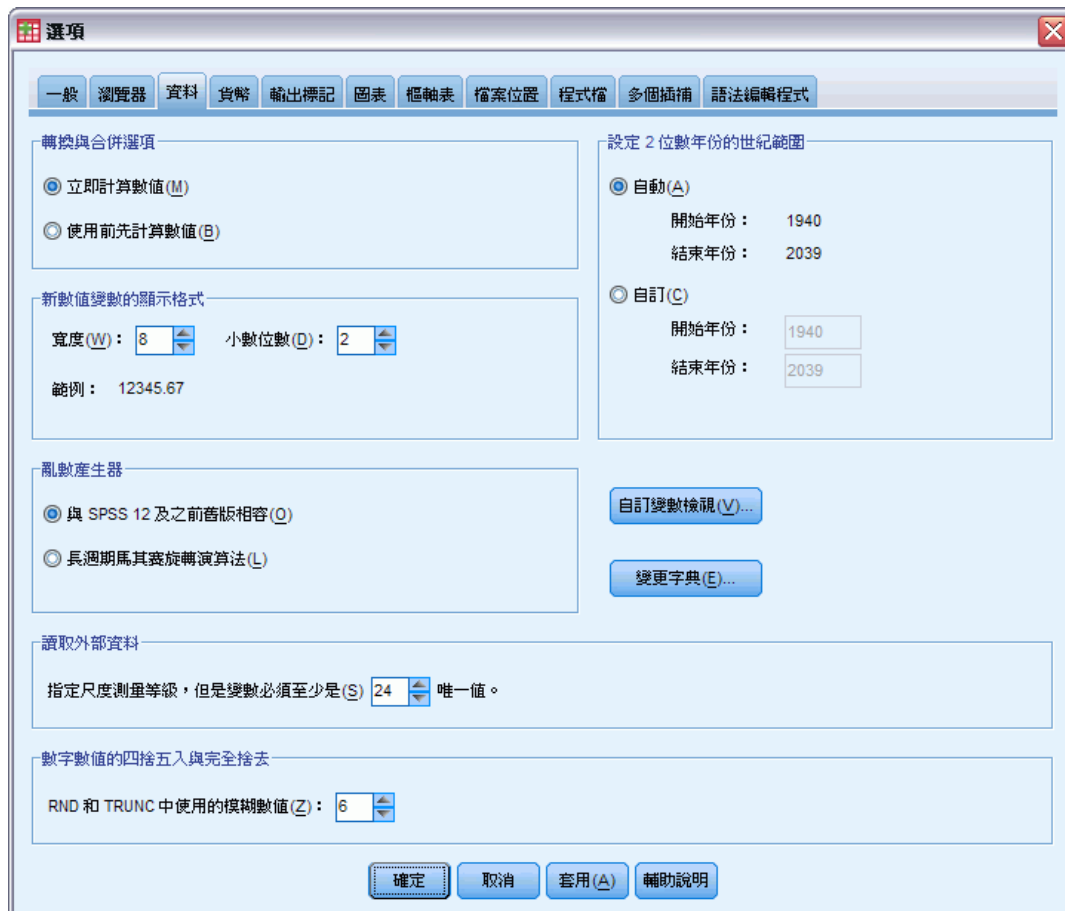 選項
一般 瀏覽器 資料 貨幣 輸出標記 圖表 樞軸表 檔案位置 程式檔 多個插補 語法編輯程式
轉換與合併選項
立即計算數值(M)
使用前先計算數值(B)
新數值變數的顯示格式
寬度(W)： 8 小數位數(D)： 2
範例： 12345.67
設定 2 位數年份的世紀範圍
自動(A)
開始年份： 1940
結束年份： 2039
自訂(C)
開始年份： 1940
結束年份： 2039
亂數產生器
與 SPSS 12 及之前舊版相容(O)
長週期馬其賽旋轉演算法(L)
自訂變數檢視(V)...
變更字典(E)...
讀取外部資料
指定尺度測量等級，但是變數必須至少是(S) 24 唯一值。
數字數值的四捨五入與完全捨去
RND 和 TRUNC 中使用的模糊數值(Z)： 6
確定 取消 套用(A) 輔助說明